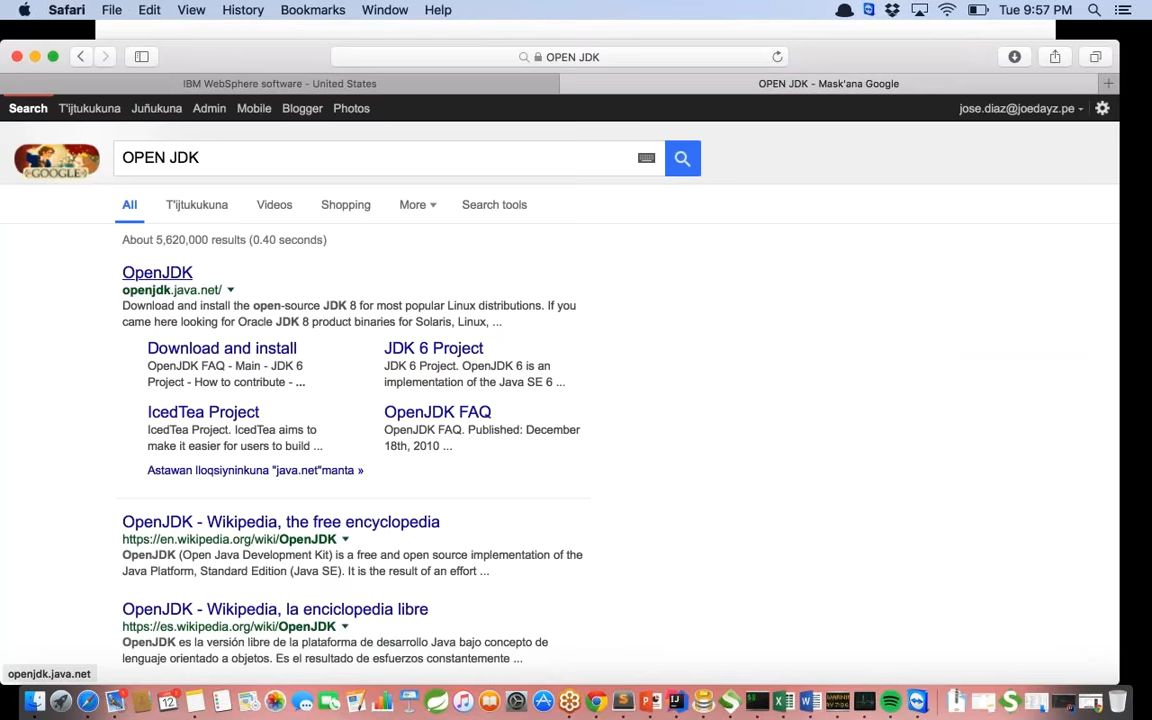 Safari File Edit View History Bookmarks Window Help Tue 9:57 PM
OPEN JDK
IBM WebSphere software - United States OPEN JDK - Mask'ana Google
Search T'ijtukukuna Juñukuna Admin Mobile Blogger Photos jose.diaz@joedayz.pe
GOOGLE OPEN JDK
All T'ijtukukuna Videos Shopping More Search tools
About 5,620,000 results (0.40 seconds)
OpenJDK
openjdk.java.net/
Download and install the open-source JDK 8 for most popular Linux distributions. If you
came here looking for Oracle JDK 8 product binaries for Solaris, Linux, ...
Download and install JDK 6 Project
OpenJDK FAQ - Main - JDK 6 JDK 6 Project. OpenJDK 6 is an
Project - How to contribute - ... implementation of the Java SE 6 ...
IcedTea Project OpenJDK FAQ
IcedTea Project. IcedTea aims to OpenJDK FAQ. Published: December
make it easier for users to build ... 18th, 2010 ...
Astawan lloqsiyninkuna "java.net"manta »
OpenJDK - Wikipedia, the free encyclopedia
https://en.wikipedia.org/wiki/OpenJDK
OpenJDK (Open Java Development Kit) is a free and open source implementation of the
Java Platform, Standard Edition (Java SE). It is the result of an effort ...
OpenJDK - Wikipedia, la enciclopedia libre
https://es.wikipedia.org/wiki/OpenJDK
OpenJDK es la versión libre de la plataforma de desarrollo Java bajo concepto de
lenguaje orientado a objetos. Es el resultado de esfuerzos constantemente ...
openjdk.java.net